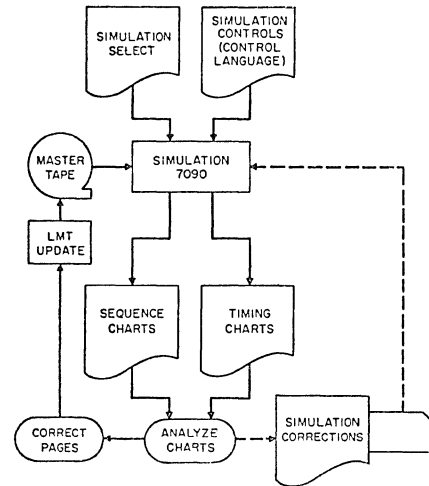 SIMULATION
SELECT
SIMULATION
CONTROLS
(CONTROL
LANGUAGE)
MASTER
TAPE
SIMULATION
7090
LMT
UPDATE
SEQUENCE
CHARTS
TIMING
CHARTS
CORRECT
PAGES
ANALYZE
CHARTS
SIMULATION
CORRECTIONS